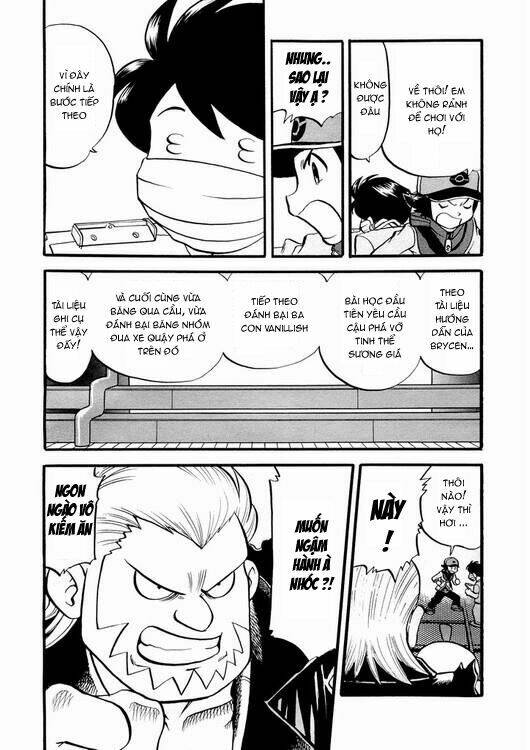 VỀ THÔI! EM
KHÔNG RẢNH
ĐỂ CHƠI VỚI
HỌ!
KHÔNG
ĐƯỢC
ĐÂU
NHƯNG..
SAO LẠI
VẬY Ạ ?
VÌ ĐÂY
CHÍNH LÀ
BƯỚC TIẾP
THEO
THEO
TÀI LIỆU
HƯỚNG
DẪN CỦA
BRYCEN...
BÀI HỌC ĐẦU
TIÊN YÊU CẦU
CẬU PHÁ VỠ
TINH THỂ
SƯƠNG GIÁ
TIẾP THEO
ĐÁNH BẠI BA
CON VANILLISH
VÀ CUỐI CÙNG VỪA
BĂNG QUA CẦU, VỪA
ĐÁNH BẠI BĂNG NHÓM
ĐUA XE QUẬY PHÁ Ở
TRÊN ĐÓ
TÀI LIỆU
GHI CỤ
THỂ VẬY
ĐẤY!
THÔI
NÀO!
VẬY THÌ
HƠI ...
NÀY
!
MUỐN
NGẬM
HÀNH À
NHÓC ?!
NGON
NGÀO VÔ
KIẾM ĂN